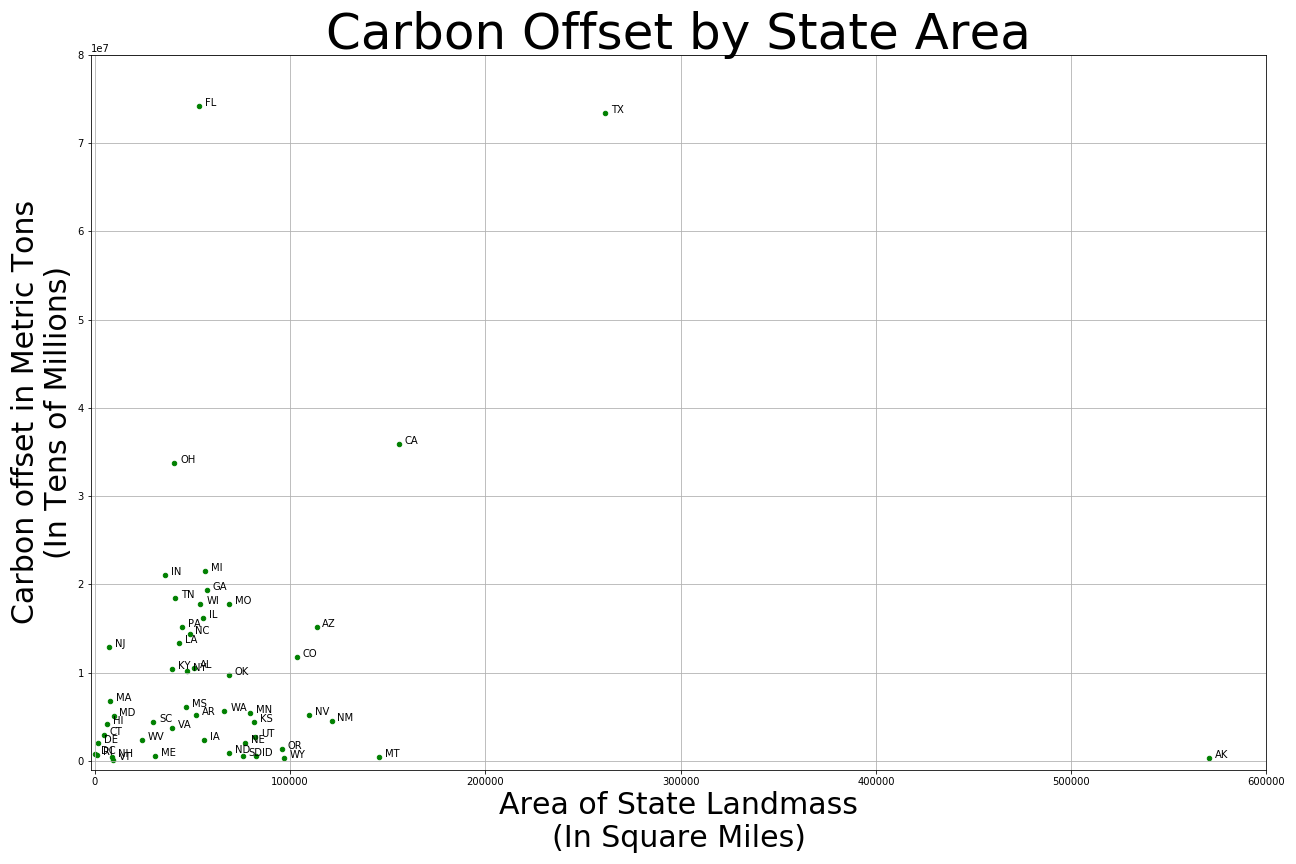 Carbon Offset by State Area
1e7
8
7
6
5
4
3
2
1
0
Carbon offset in Metric Tons
(In Tens of Millions)
FL
TX
CA
OH
IN
MI
GA
TN
WI
MO
IL
PA
NC
AZ
LA
NJ
CO
KY
NY
AL
OK
MA
MS
MD
AR
WA
MN
NV
HI
SC
KS
NM
VA
CT
UT
DE
WV
IA
NE
OR
DC
RI
NH
VT
ME
ND
SD
ID
WY
MT
AK
0
100000
200000
300000
400000
500000
600000
Area of State Landmass
(In Square Miles)